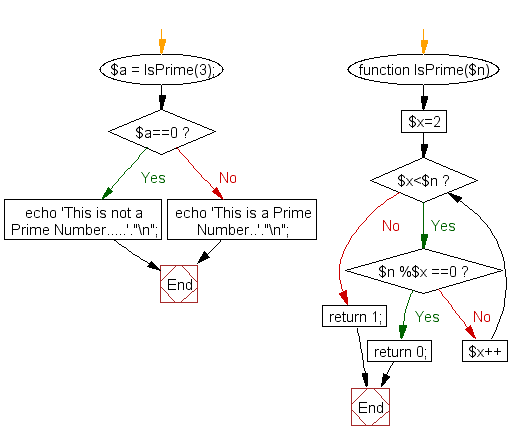 $a = IsPrime(3);
$a==0 ?
Yes
No
echo 'This is not a
Prime Number.....'."\n";
echo 'This is a Prime
Number..'."\n";
End
function IsPrime($n)
$x=2
$x<$n ?
No
Yes
$n %$x ==0 ?
return 1;
Yes
No
return 0;
$x++
End